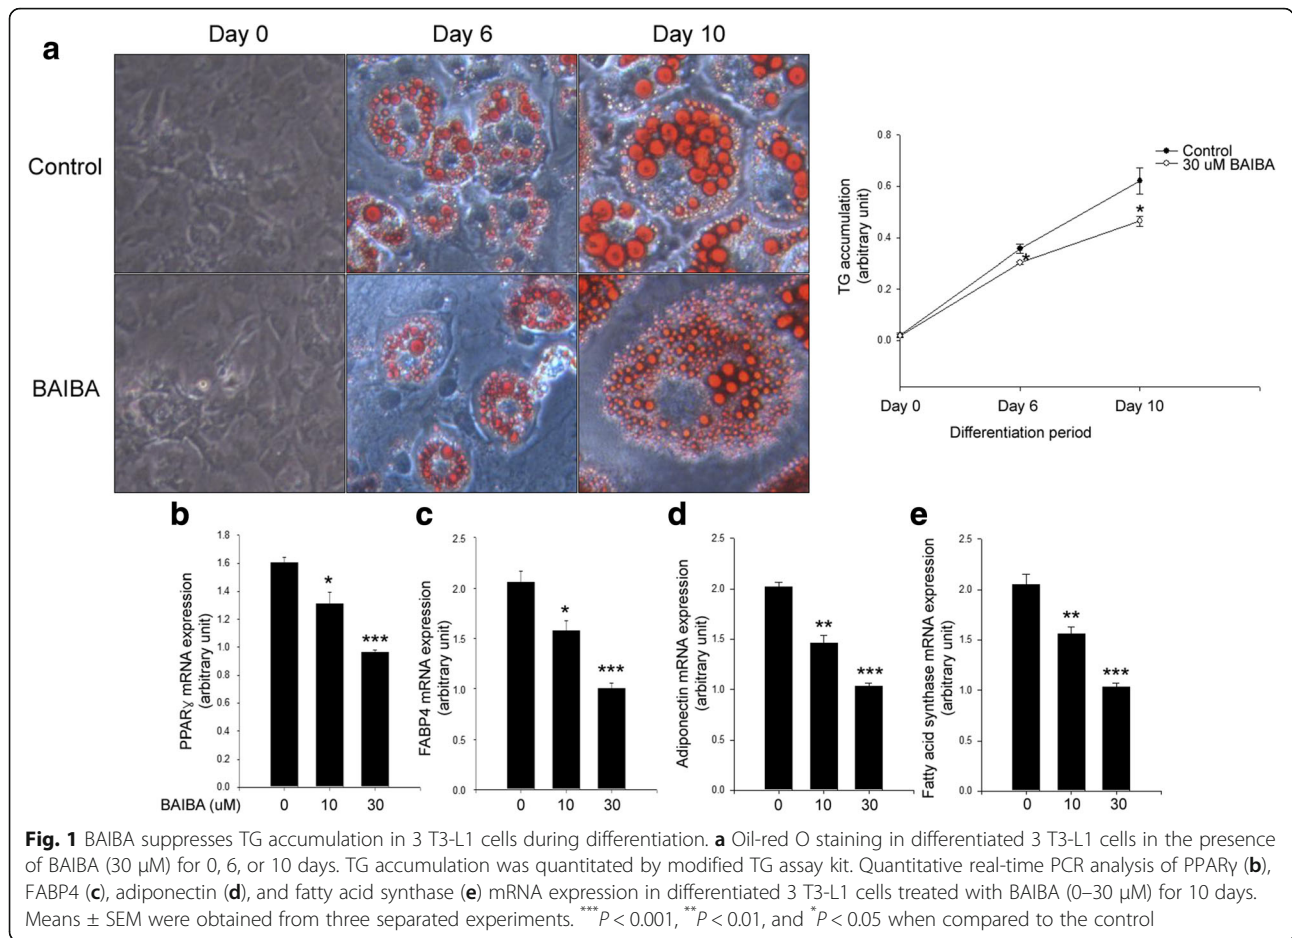 a
Day 0
Day 6
Day 10
Control
BAIBA
TG accumulation
(arbitrary unit)
0.8
0.6
0.4
0.2
0.0
Control
30 uM BAIBA
*
*
Day 0
Day 6
Day 10
Differentiation period
b
PPARγ mRNA expression
(arbitrary unit)
1.8
1.6
1.4
1.2
1.0
0.8
0.6
0.4
0.2
0.0
*
***
BAIBA (uM)
0
10
30
c
FABP4 mRNA expression
(arbitrary unit)
2.5
2.0
1.5
1.0
0.5
0.0
*
***
0
10
30
d
Adiponectin mRNA expression
(arbitrary unit)
2.5
2.0
1.5
1.0
0.5
0.0
**
***
0
10
30
e
Fatty acid synthase mRNA expression
(arbitrary unit)
2.5
2.0
1.5
1.0
0.5
0.0
**
***
0
10
30
Fig. 1 BAIBA suppresses TG accumulation in 3 T3-L1 cells during differentiation. a Oil-red O staining in differentiated 3 T3-L1 cells in the presence
of BAIBA (30 μM) for 0, 6, or 10 days. TG accumulation was quantitated by modified TG assay kit. Quantitative real-time PCR analysis of PPARγ (b),
FABP4 (c), adiponectin (d), and fatty acid synthase (e) mRNA expression in differentiated 3 T3-L1 cells treated with BAIBA (0–30 μM) for 10 days.
Means ± SEM were obtained from three separated experiments. ***P < 0.001, **P < 0.01, and *P < 0.05 when compared to the control